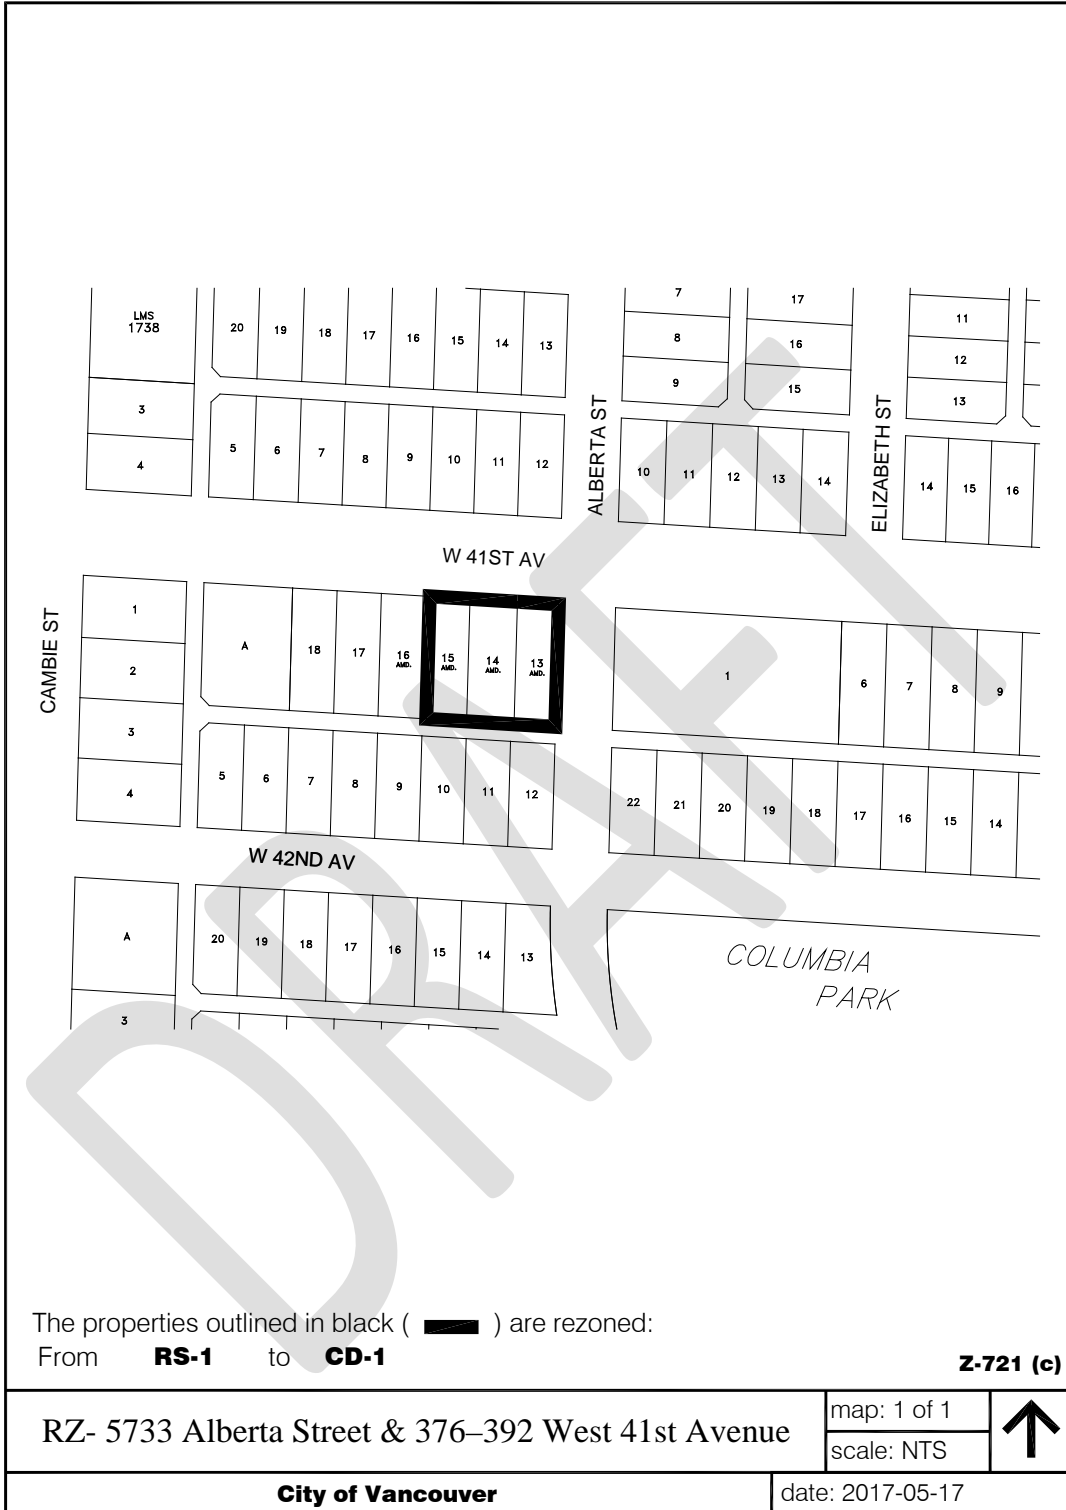 LMS
1738
20 19 18 17 16 15 14 13
7
8
9
17
16
15
11
12
13
3
4
5 6 7 8 9 10 11 12
ALBERTA ST
10 11 12 13 14
ELIZABETH ST
14 15 16
W 41ST AV
CAMBIE ST
1
2
3
4
A 18 17 16 AMD. 15 AMD. 14 AMD. 13 AMD.
1 6 7 8 9
5 6 7 8 9 10 11 12
22 21 20 19 18 17 16 15 14
W 42ND AV
A
3
20 19 18 17 16 15 14 13
COLUMBIA
PARK
DRAFT
The properties outlined in black ( ) are rezoned:
From RS-1 to CD-1
Z-721 (c)
RZ- 5733 Alberta Street & 376–392 West 41st Avenue
map: 1 of 1
scale: NTS
City of Vancouver
date: 2017-05-17